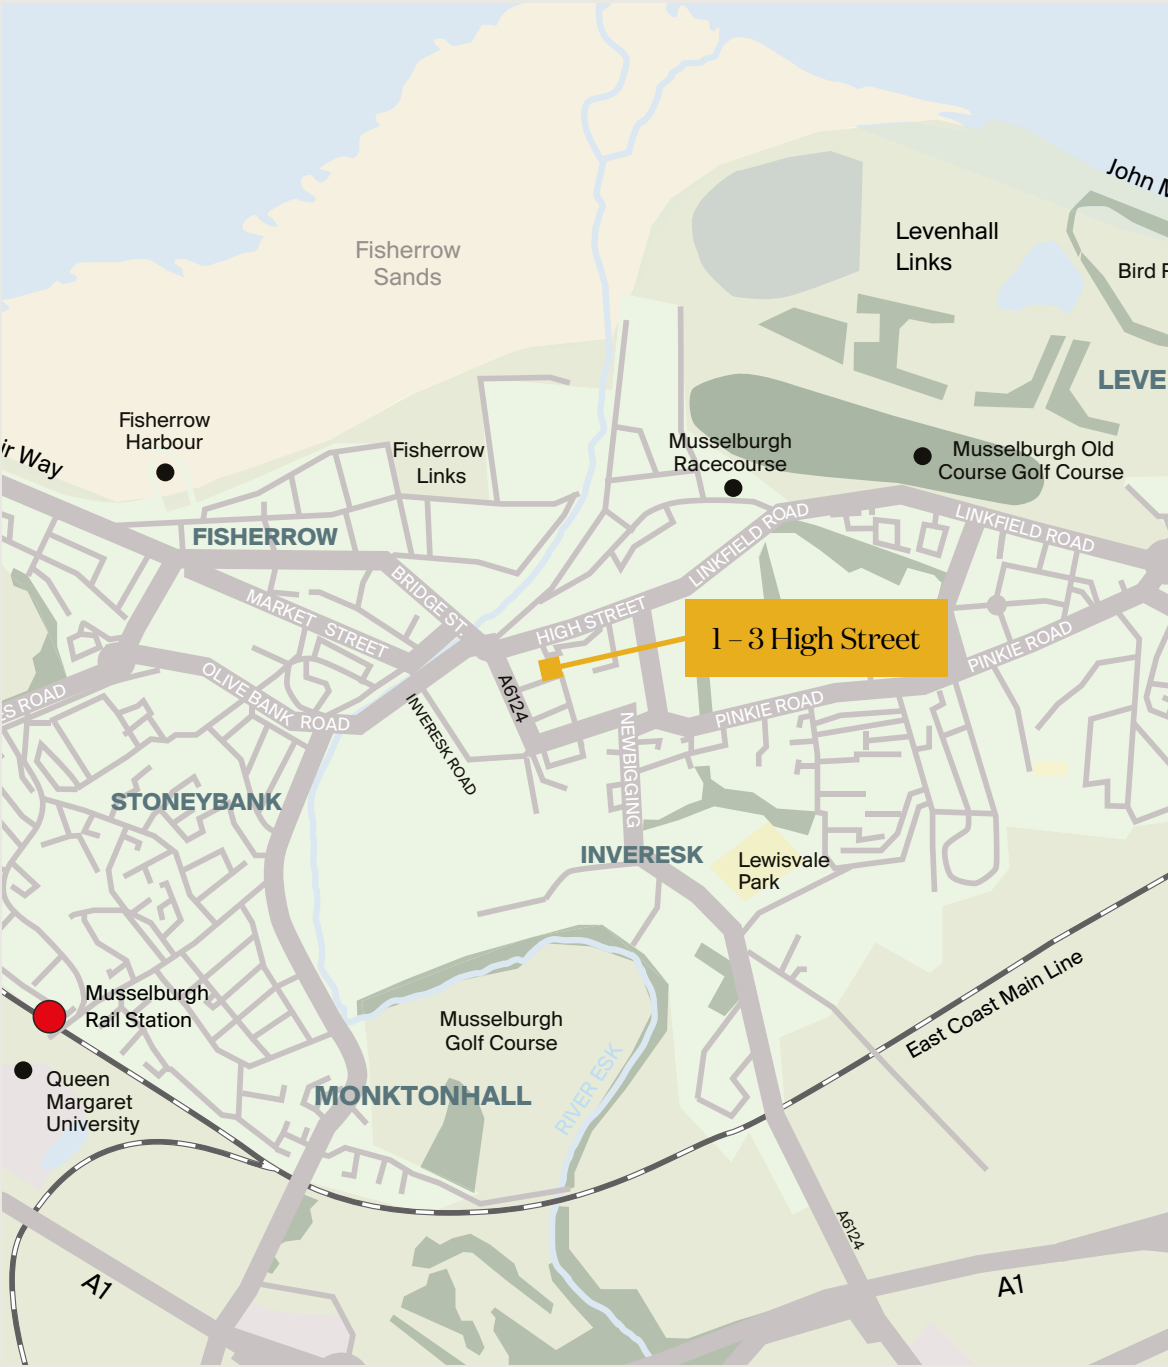 John M
Levenhall
Links
Fisherrow
Sands
Bird F
LEVE
Fisherrow
Harbour
ir Way
Fisherrow
Links
Musselburgh
Racecourse
Musselburgh Old
Course Golf Course
FISHERROW
LINKFIELD ROAD
LINKFIELD ROAD
BRIDGE ST.
MARKET STREET
HIGH STREET
1 – 3 High Street
PINKIE ROAD
OLIVE BANK ROAD
ES ROAD
A6124
INVERESK ROAD
PINKIE ROAD
NEWBIGGING
STONEYBANK
INVERESK
Lewisvale
Park
East Coast Main Line
Musselburgh
Rail Station
Musselburgh
Golf Course
RIVER ESK
Queen
Margaret
University
MONKTONHALL
A6124
A1
A1